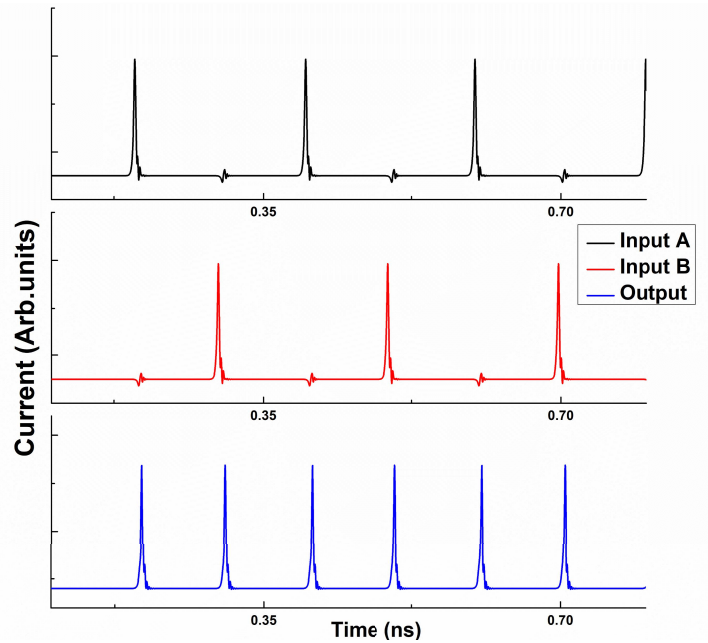 0.35
0.70
Input A
Input B
Output
Current (Arb.units)
0.35
0.70
0.35
0.70
Time (ns)